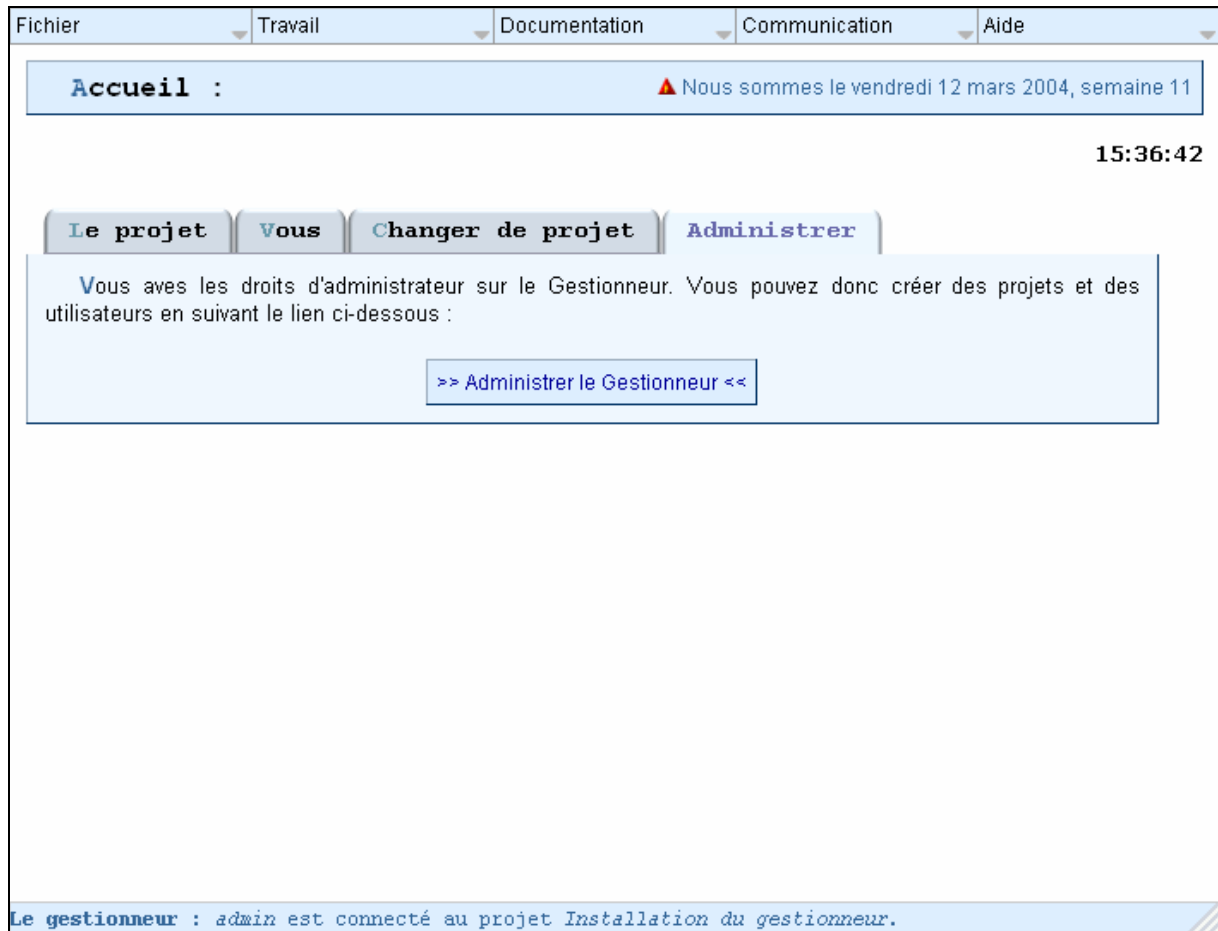 Fichier Travail Documentation Communication Aide
Accueil : Nous sommes le vendredi 12 mars 2004, semaine 11
15:36:42
Le projet Vous Changer de projet Administrer
Vous aves les droits d'administrateur sur le Gestionneur. Vous pouvez donc créer des projets et des
utilisateurs en suivant le lien ci-dessous :
>> Administrer le Gestionneur <<
Le gestionneur : admin est connecté au projet Installation du gestionneur.